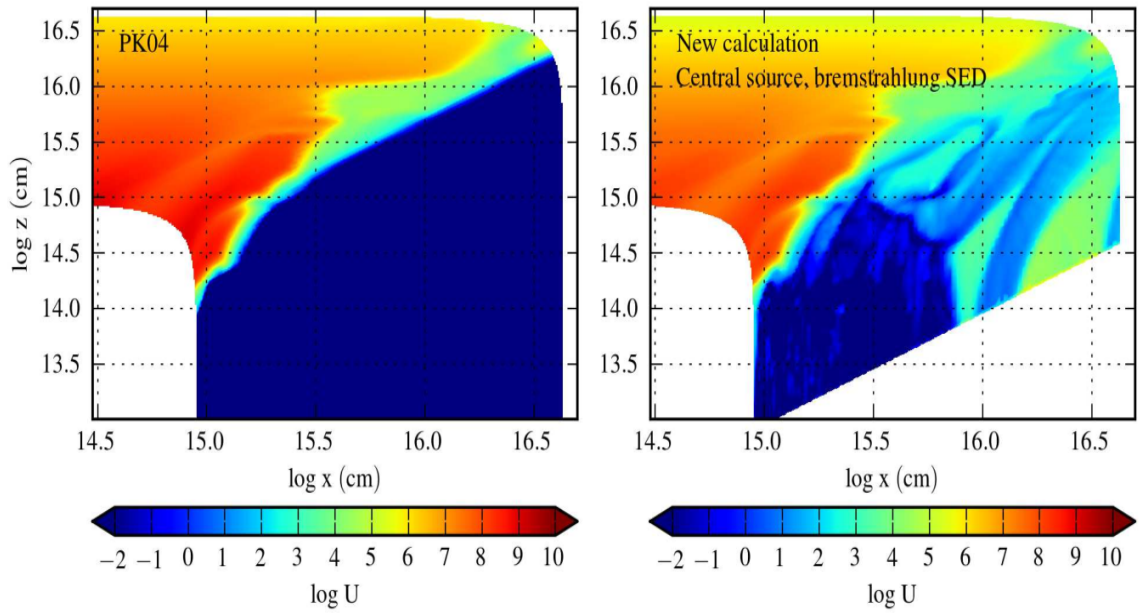 PK04
16.5
16.0
15.5
15.0
14.5
14.0
13.5
log z (cm)
14.5 15.0 15.5 16.0 16.5
log x (cm)
−2 −1 0 1 2 3 4 5 6 7 8 9 10
log U
New calculation
Central source, bremstrahlung SED
16.5
16.0
15.5
15.0
14.5
14.0
13.5
14.5 15.0 15.5 16.0 16.5
log x (cm)
−2 −1 0 1 2 3 4 5 6 7 8 9 10
log U